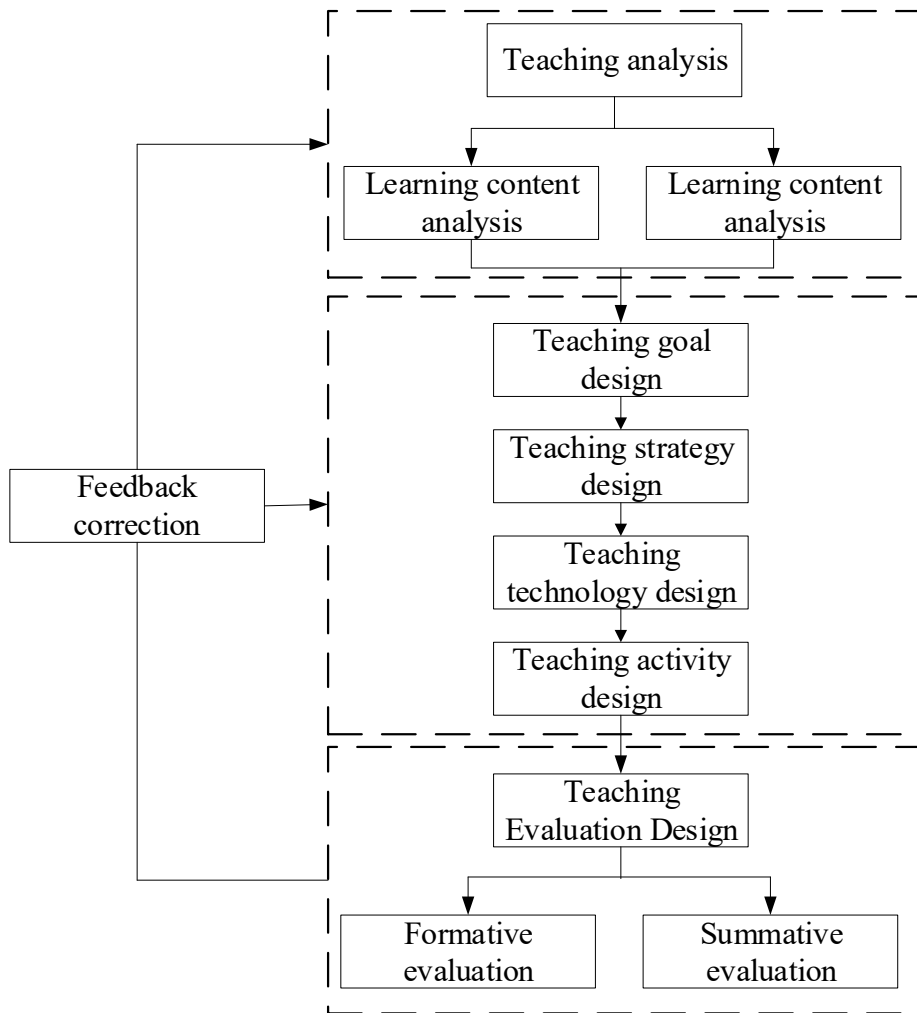 Teaching analysis
Learning content
analysis
Learning content
analysis
Teaching goal
design
Teaching strategy
design
Feedback
correction
Teaching
technology design
Teaching activity
design
Teaching
Evaluation Design
Formative
evaluation
Summative
evaluation